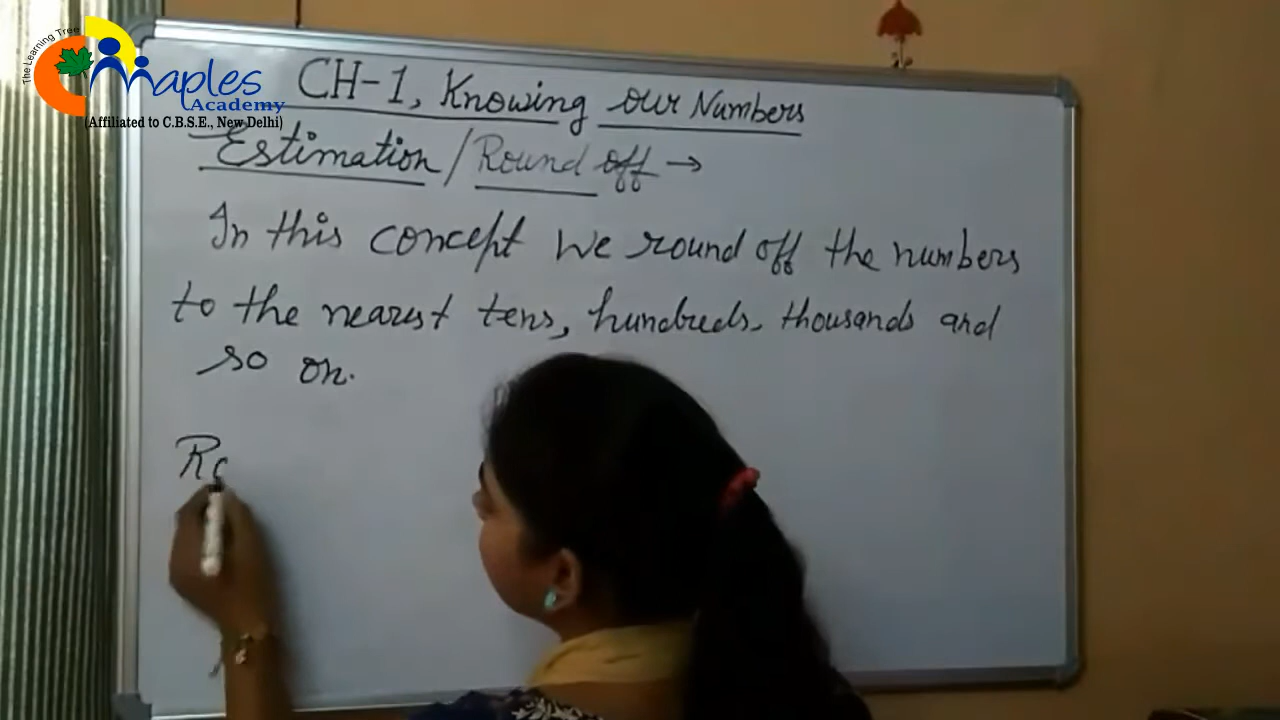 The Learning Tree
Maples
Academy
(Affiliated to C.B.S.E., New Delhi)
CH-1, Knowing our Numbers
Estimation / Round off →
In this concept we round off the numbers
to the nearest tens, hundreds, thousands and
so on.
Ro